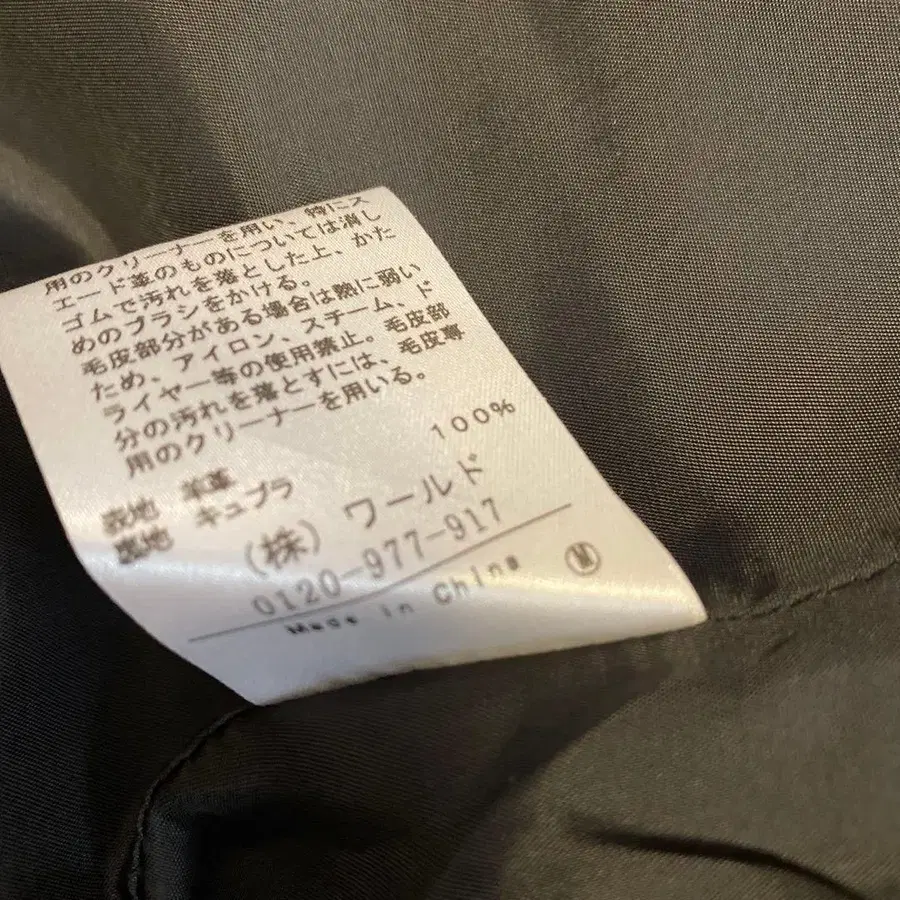 用のクリーナーを用い、特にス
エード革のものについては消し
ゴムで汚れを落とした上、かた
めのブラシをかける。
毛皮部分がある場合は熱に弱い
ため、アイロン、スチーム、ド
ライヤー等の使用禁止。毛皮部
分の汚れを落とすには、毛皮専
用のクリーナーを用いる。
表地 羊革
裏地 キュプラ 100%
(株) ワールド
0120-977-917
Made in China Ⓜ